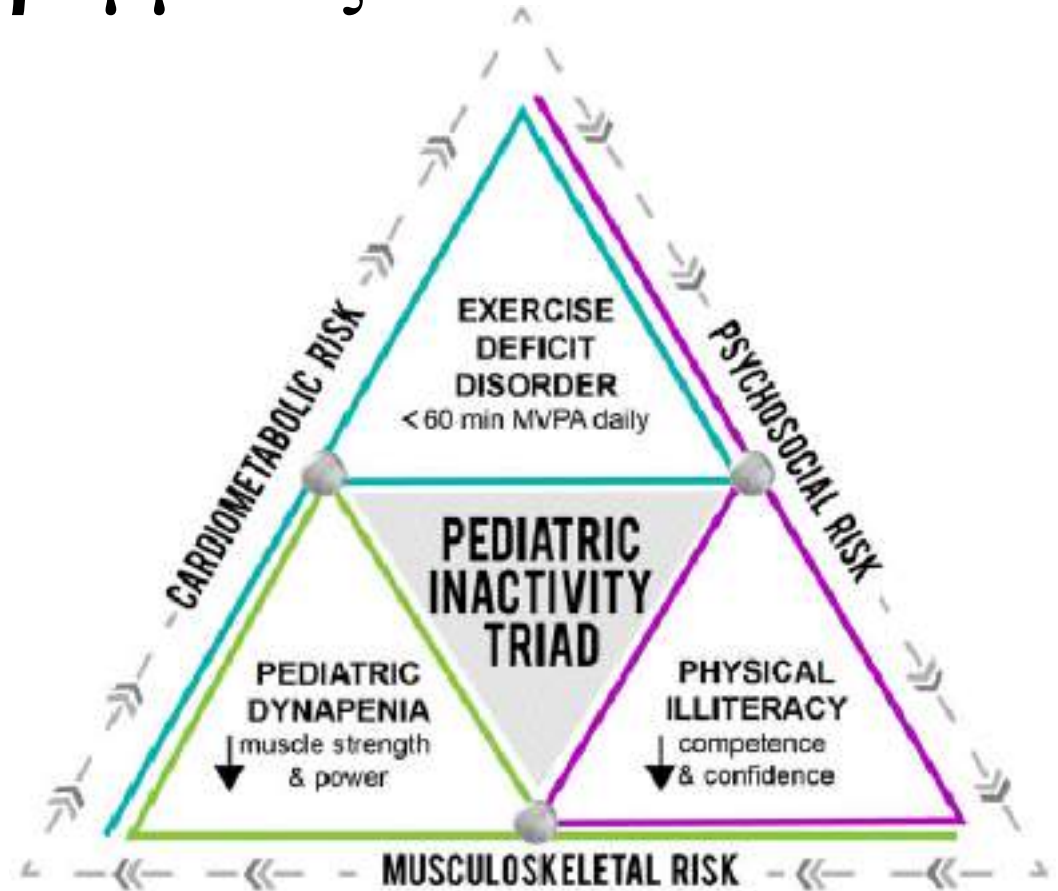 EXERCISE
DEFICIT
DISORDER
<60 min MVPA daily
CARDIOMETABOLIC RISK
PSYCHOSOCIAL RISK
PEDIATRIC
INACTIVITY
TRIAD
PEDIATRIC
DYNAPENIA
muscle strength
& power
PHYSICAL
ILLITERACY
competence
& confidence
MUSCULOSKELETAL RISK